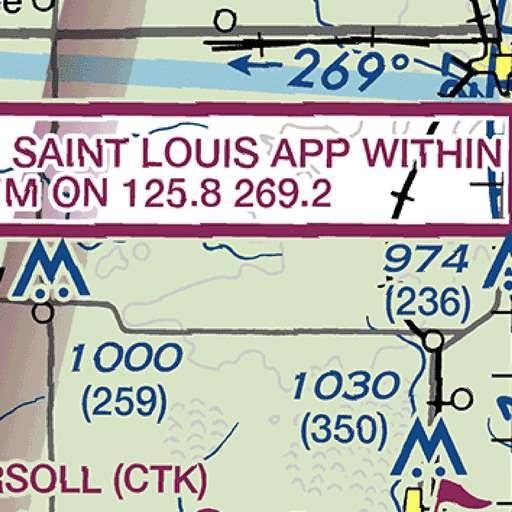 269°
SAINT LOUIS APP WITHIN
M ON 125.8 269.2
974
(236)
1000
(259)
1030
(350)
RSOLL (CTK)